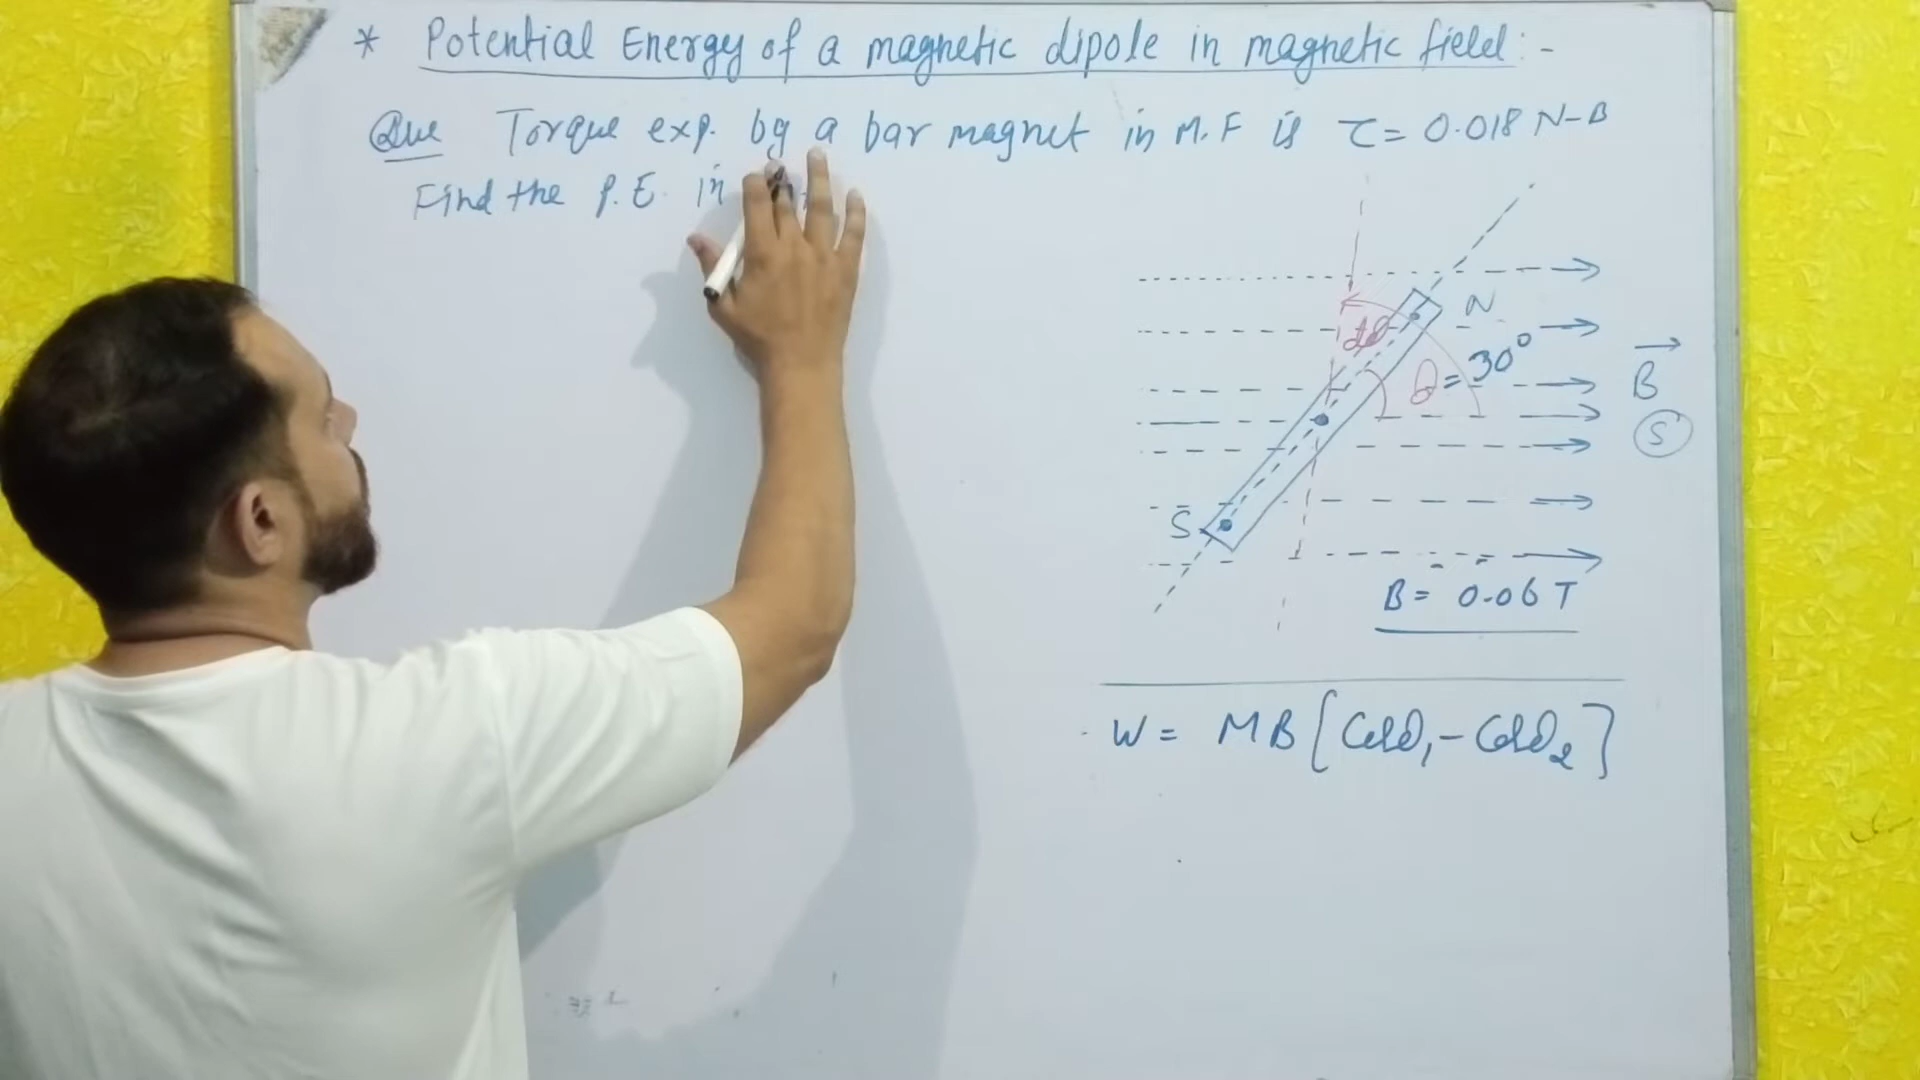 * Potential Energy of a magnetic dipole in magnetic field : -
Que Torque exp. by a bar magnet in M.F is τ = 0.018 N-B
Find the P.E. in
N
θ = 30°
dθ
B
S
S
B = 0.06 T
W = MB [Cosθ₁ - Cosθ₂]